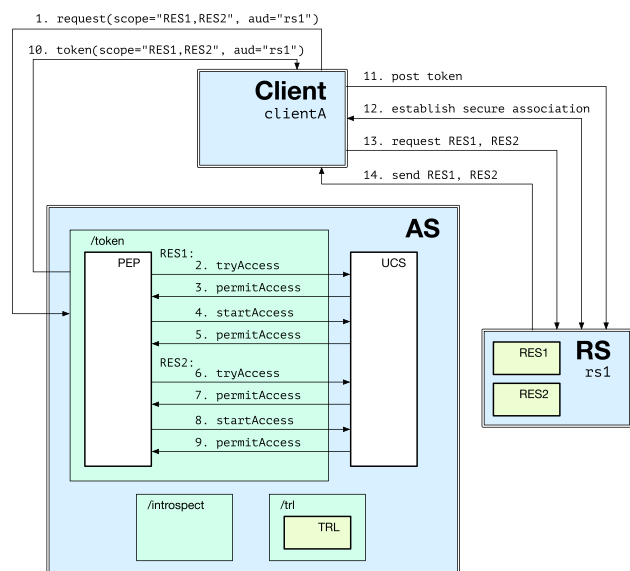 1. request(scope="RES1,RES2", aud="rs1")
10. token(scope="RES1,RES2", aud="rs1")
Client
clientA
11. post token
12. establish secure association
13. request RES1, RES2
14. send RES1, RES2
AS
/token
PEP
UCS
RES1:
2. tryAccess
3. permitAccess
4. startAccess
5. permitAccess
RES2:
6. tryAccess
7. permitAccess
8. startAccess
9. permitAccess
RES1
RS
rs1
RES2
/introspect
/trl
TRL